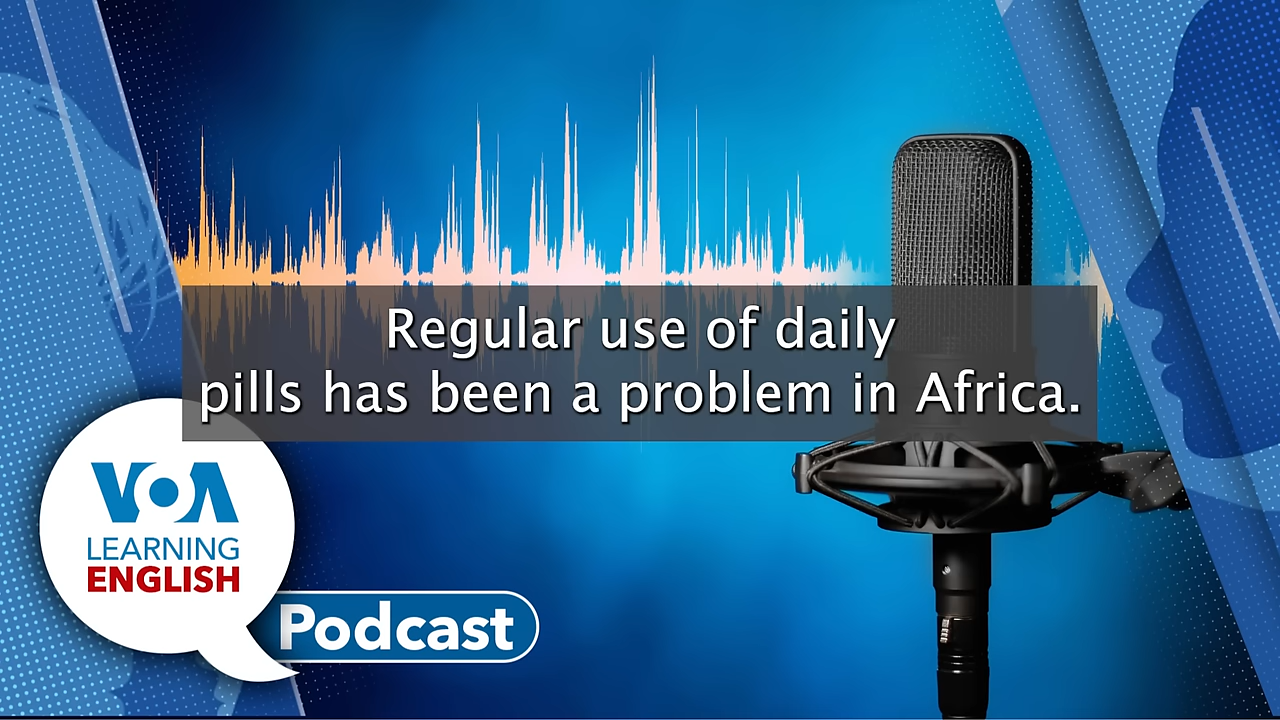 Regular use of daily
pills has been a problem in Africa.
VOA
LEARNING
ENGLISH
Podcast